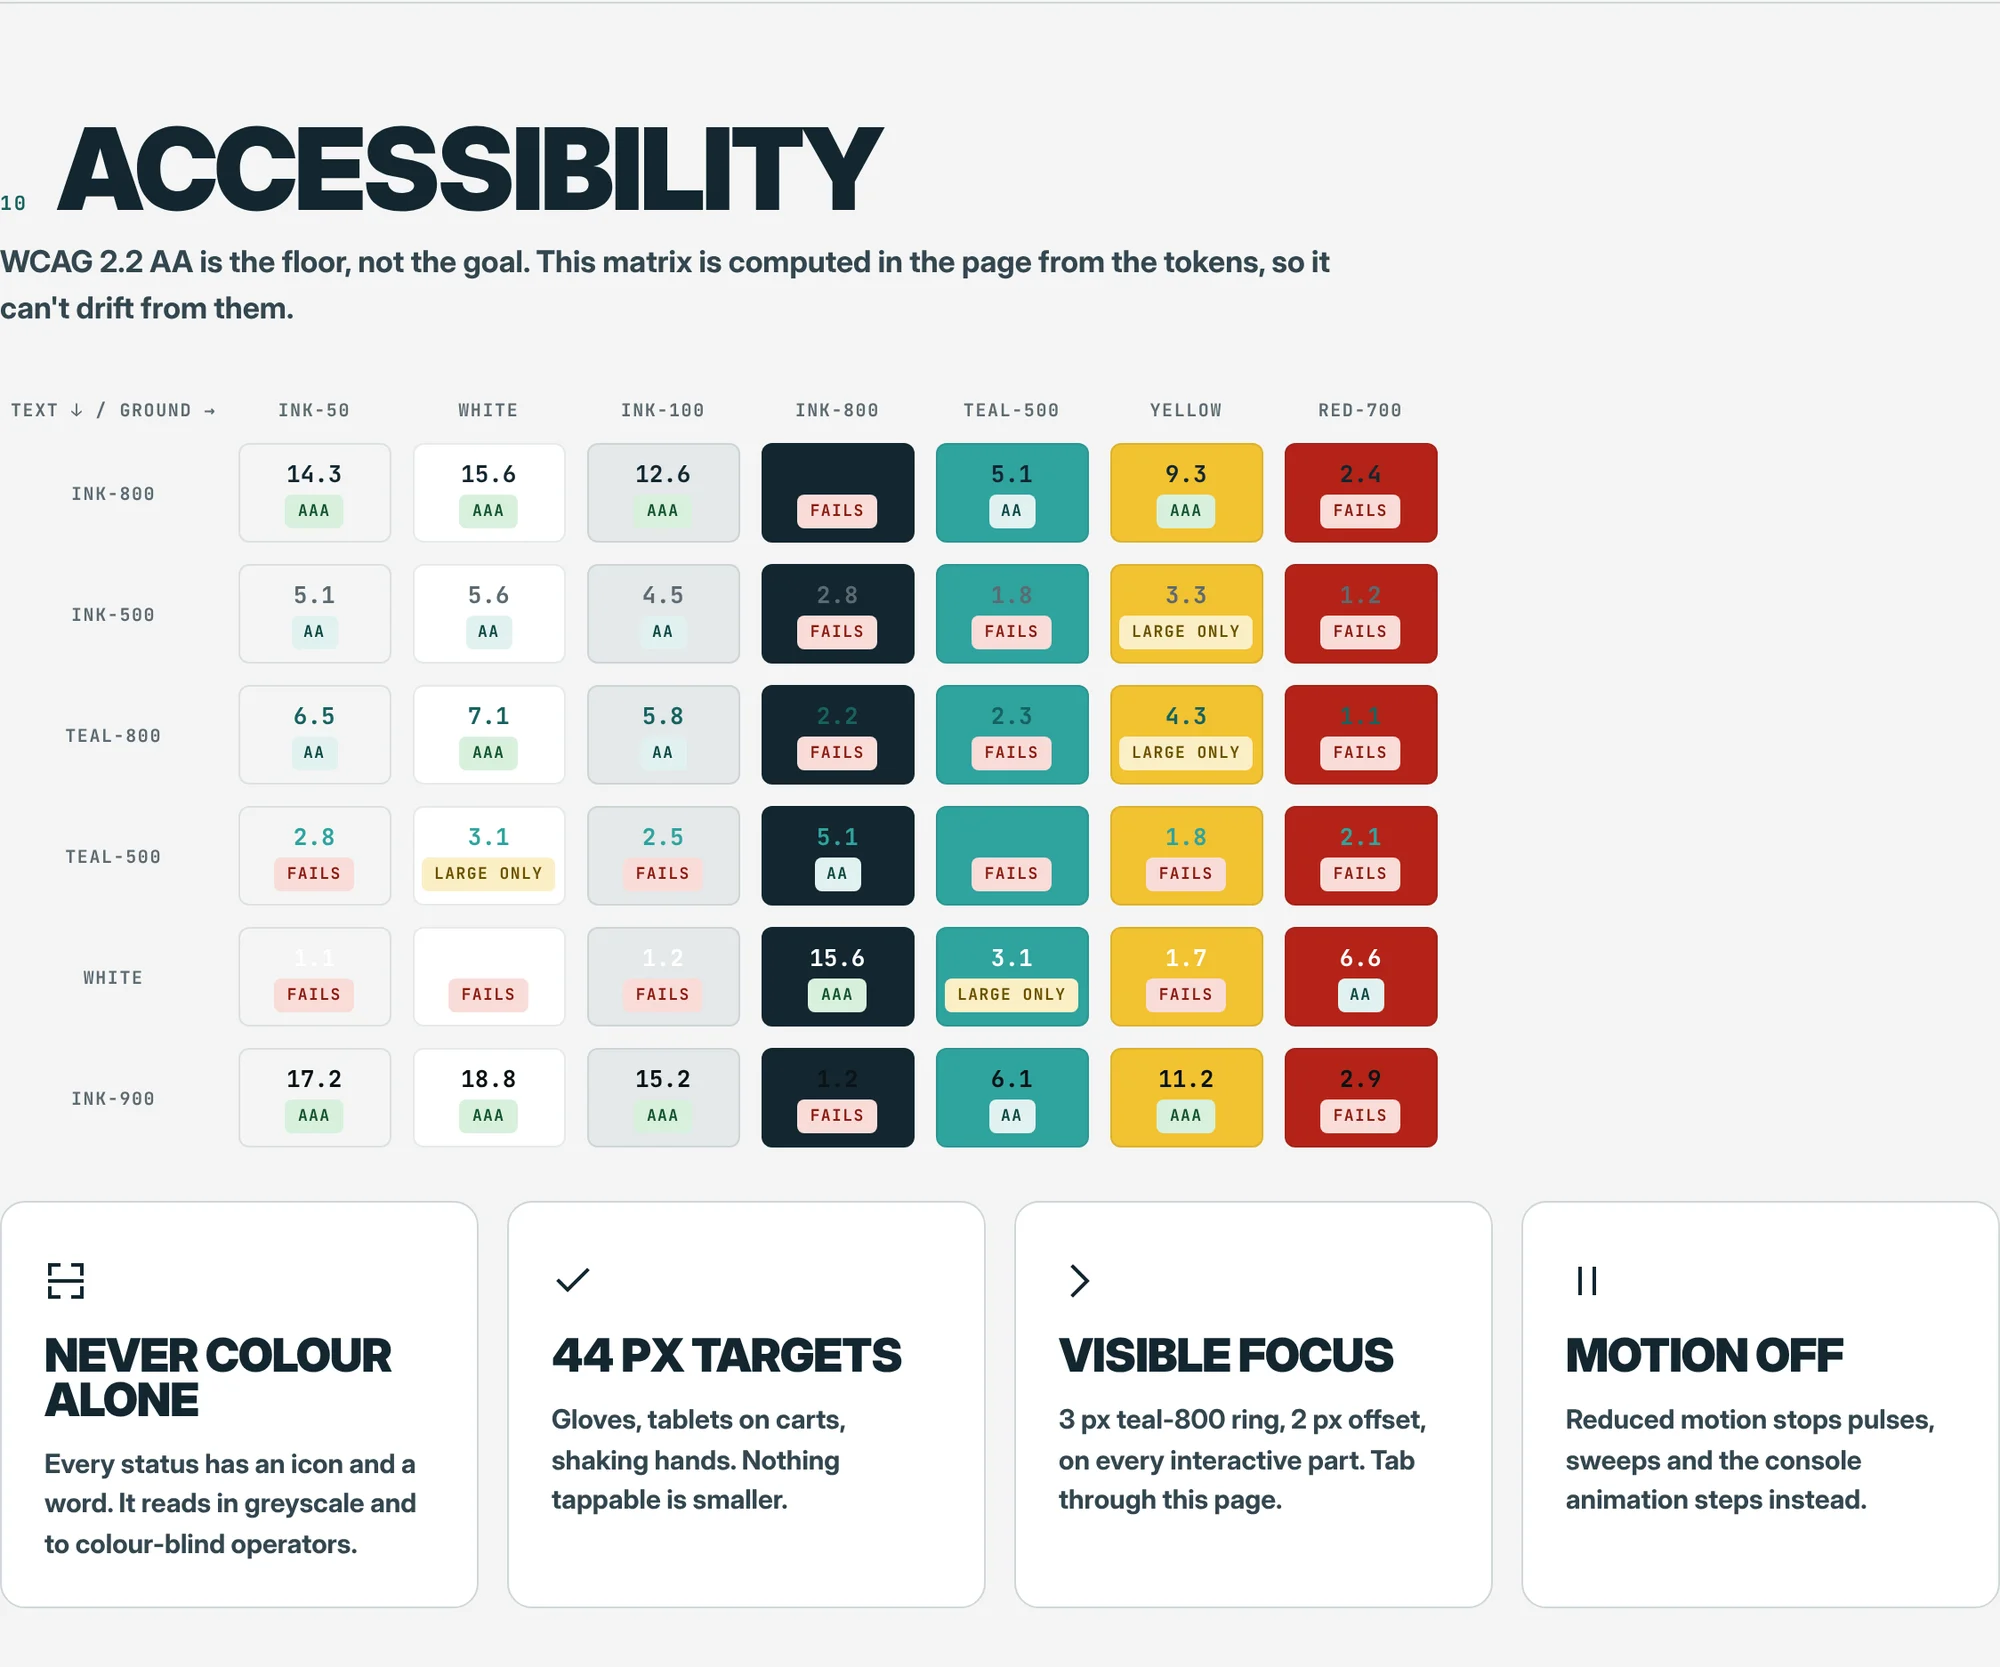 10 ACCESSIBILITY
WCAG 2.2 AA is the floor, not the goal. This matrix is computed in the page from the tokens, so it
can't drift from them.
TEXT ↓ / GROUND → INK-50 WHITE INK-100 INK-800 TEAL-500 YELLOW RED-700
INK-800 14.3 15.6 12.6 5.1 9.3 2.4
AAA AAA AAA FAILS AA AAA FAILS
INK-500 5.1 5.6 4.5 2.8 1.8 3.3 1.2
AA AA AA FAILS FAILS LARGE ONLY FAILS
TEAL-800 6.5 7.1 5.8 2.2 2.3 4.3 1.1
AA AAA AA FAILS FAILS LARGE ONLY FAILS
TEAL-500 2.8 3.1 2.5 5.1 1.8 2.1
FAILS LARGE ONLY FAILS AA FAILS FAILS FAILS
WHITE 1.1 1.2 15.6 3.1 1.7 6.6
FAILS FAILS FAILS AAA LARGE ONLY FAILS AA
INK-900 17.2 18.8 15.2 1.2 6.1 11.2 2.9
AAA AAA AAA FAILS AA AAA FAILS
NEVER COLOUR
ALONE
Every status has an icon and a
word. It reads in greyscale and
to colour-blind operators.
44 PX TARGETS
Gloves, tablets on carts,
shaking hands. Nothing
tappable is smaller.
VISIBLE FOCUS
3 px teal-800 ring, 2 px offset,
on every interactive part. Tab
through this page.
MOTION OFF
Reduced motion stops pulses,
sweeps and the console
animation steps instead.